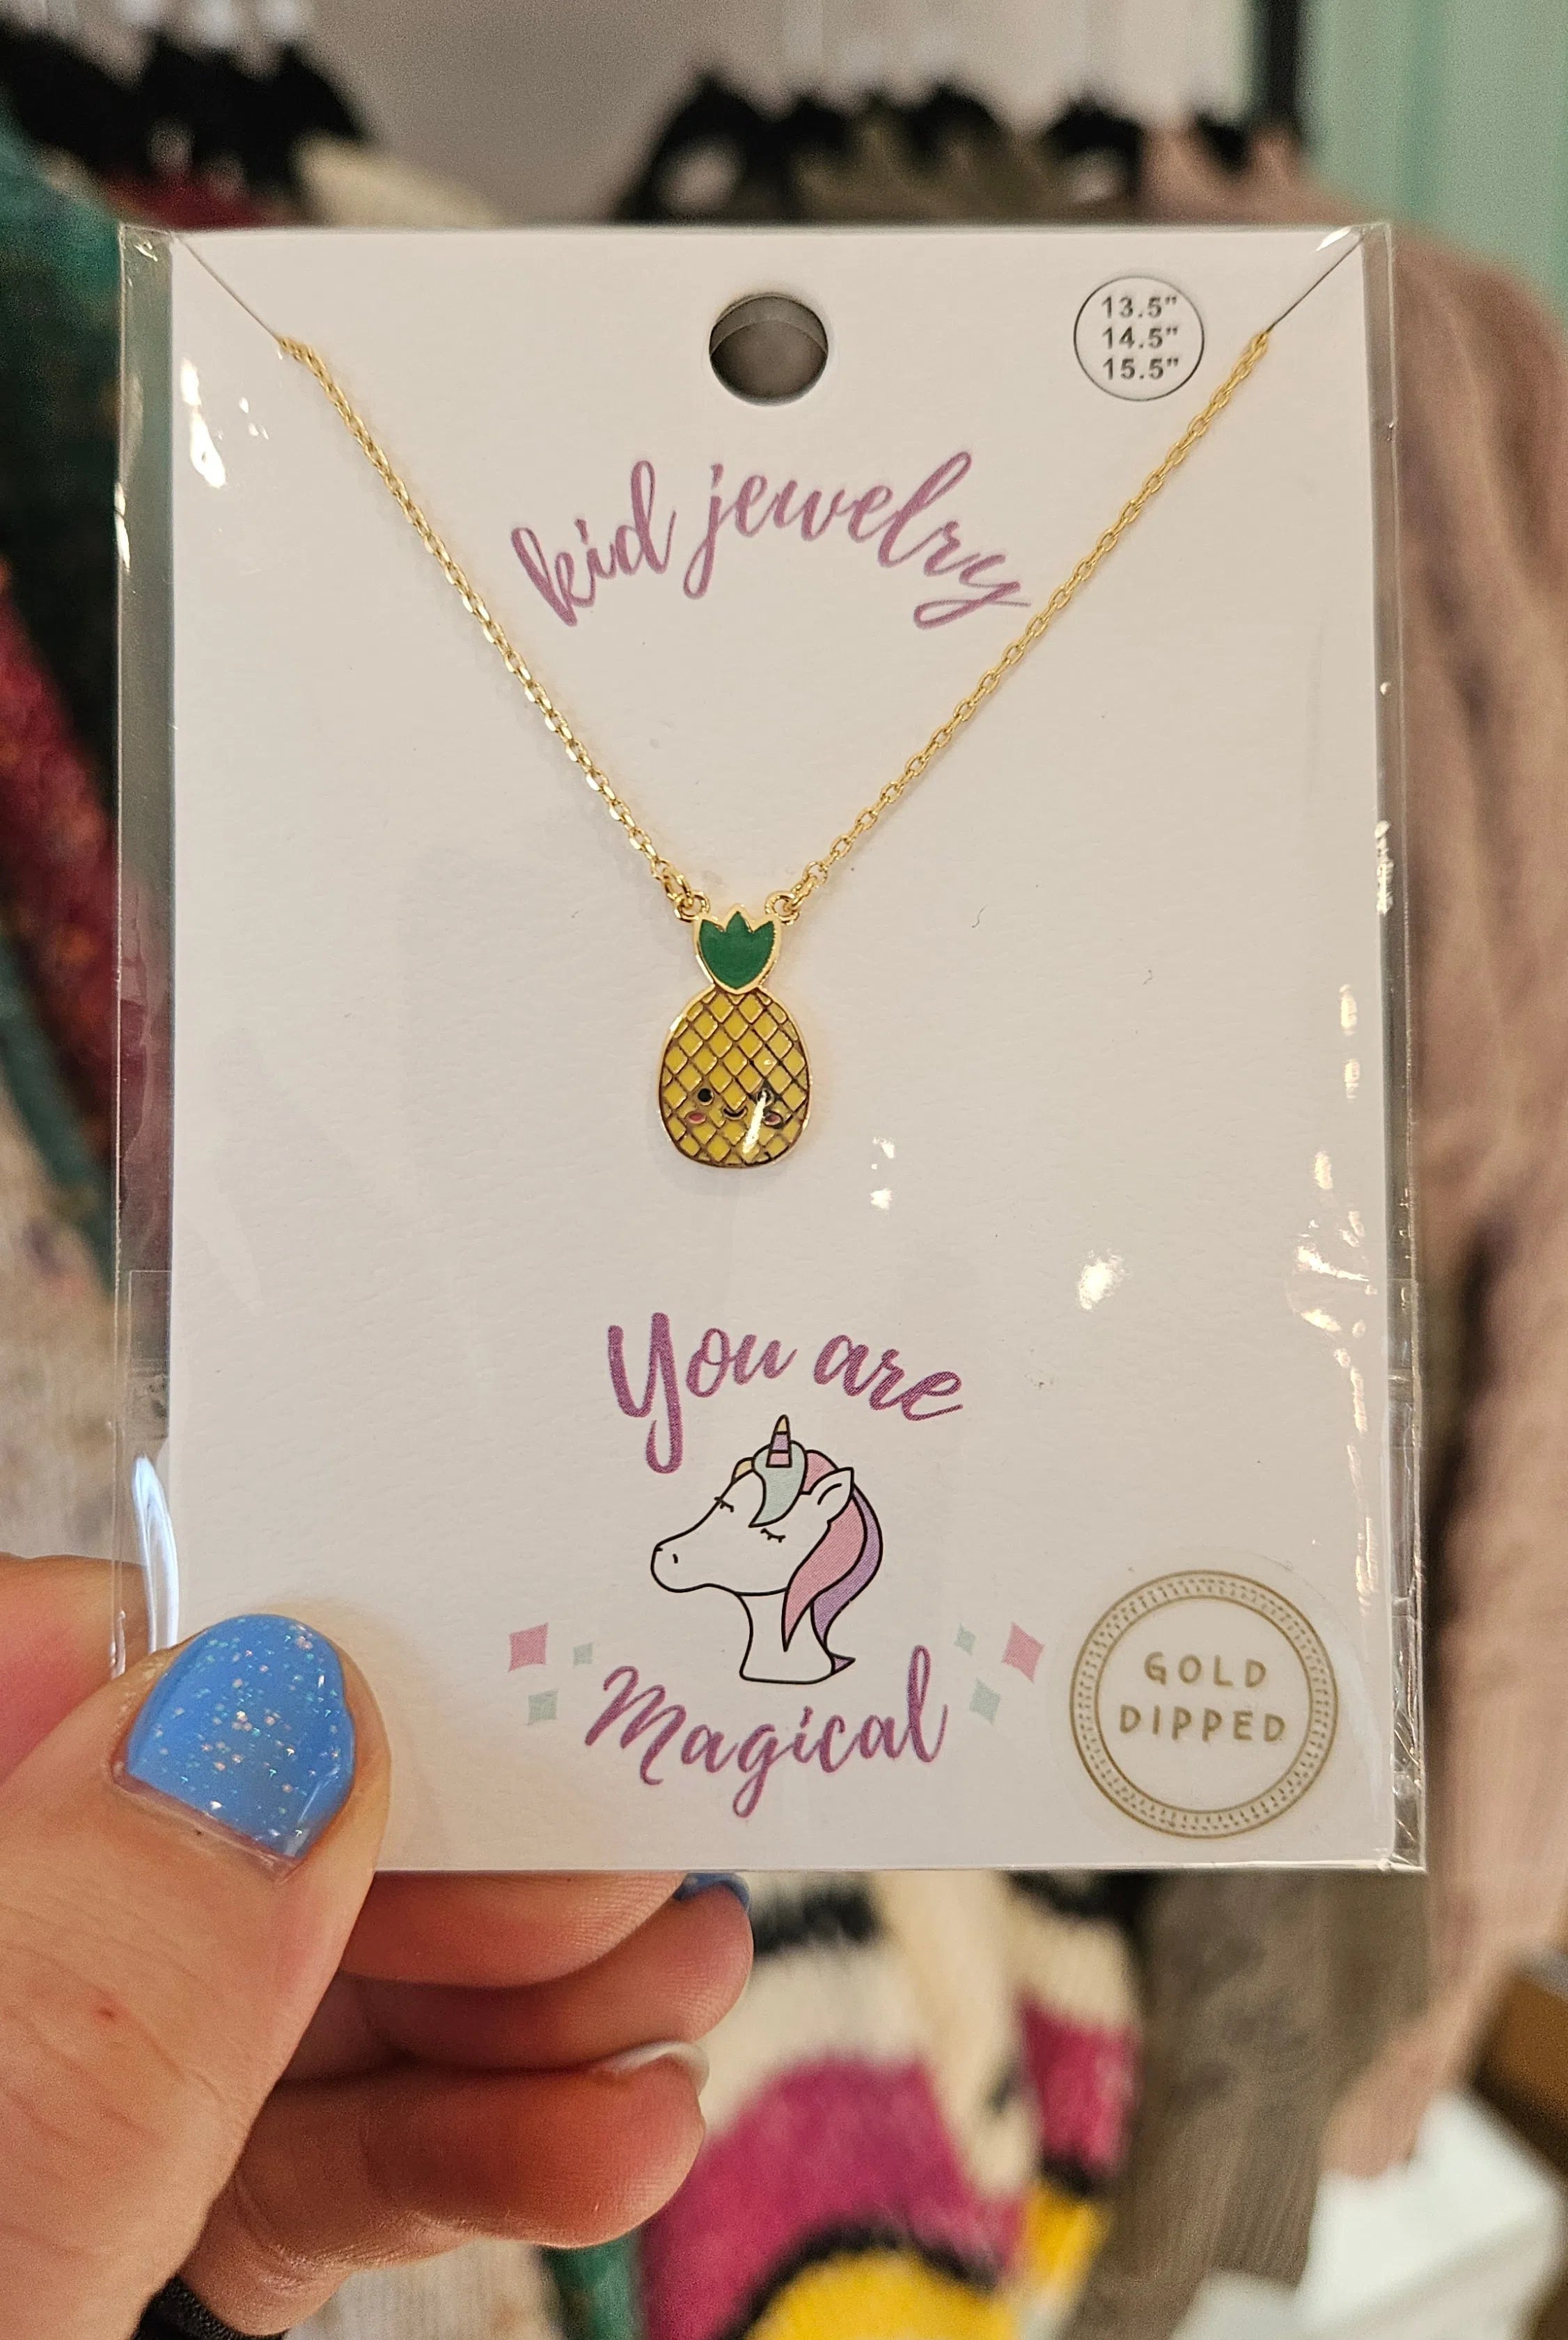 13.5"
14.5"
15.5"
kid jewelry
You are
Magical
GOLD
DIPPED